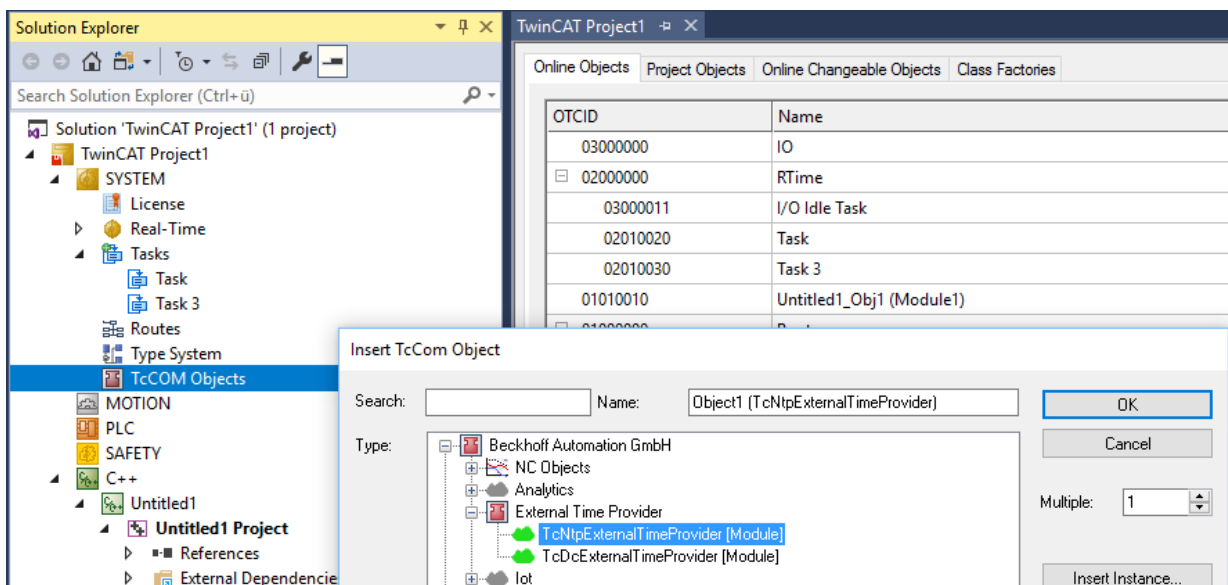 Solution Explorer
Search Solution Explorer (Ctrl+ü)
Solution 'TwinCAT Project1' (1 project)
TwinCAT Project1
SYSTEM
License
Real-Time
Tasks
Task
Task 3
Routes
Type System
TcCOM Objects
MOTION
PLC
SAFETY
C++
Untitled1
Untitled1 Project
References
External Dependencie
TwinCAT Project1
Online Objects Project Objects Online Changeable Objects Class Factories
OTCID Name
03000000 IO
02000000 RTime
03000011 I/O Idle Task
02010020 Task
02010030 Task 3
01010010 Untitled1_Obj1 (Module1)
Insert TcCom Object
Search: Name: Object1 (TcNtpExternalTimeProvider) OK
Type: Beckhoff Automation GmbH Cancel
NC Objects
Analytics
Multiple: 1
External Time Provider
TcNtpExternalTimeProvider [Module]
TcDcExternalTimeProvider [Module]
Iot
Insert Instance...